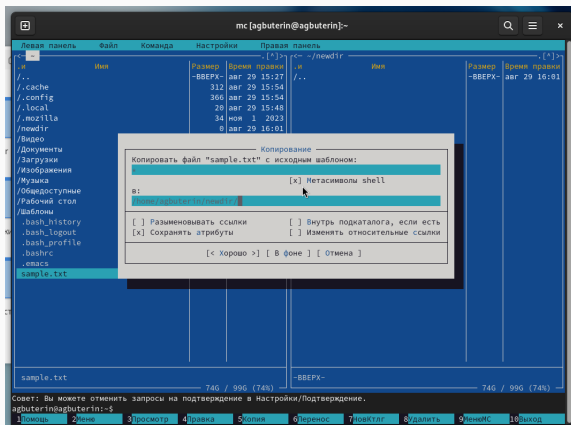 mc [agbuterin@agbuterin]:~
Левая панель Файл Команда Настройки Правая панель
<- ~ .[^]> <- ~/newdir .[^]>
.и Имя Размер Время правки .и Имя Размер Время правки
/.. -ВВЕРХ- авг 29 15:27 /.. -ВВЕРХ- авг 29 16:01
/.cache 312 авг 29 15:54
/.config 366 авг 29 15:54
/.local 20 авг 29 15:48
/.mozilla 34 ноя 1 2023
/newdir 0 авг 29 16:01
/Видео
/Документы
/Загрузки
/Изображения
/Музыка
/Общедоступные
/Рабочий стол
/Шаблоны
.bash_history
.bash_logout
.bash_profile
.bashrc
.emacs
sample.txt
Копирование
Копировать файл "sample.txt" с исходным шаблоном:
*
[x] Метасимволы shell
в:
/home/agbuterin/newdir/
[ ] Разыменовывать ссылки [ ] Внутрь подкаталога, если есть
[x] Сохранять атрибуты [ ] Изменять относительные ссылки
[< Хорошо >] [ В фоне ] [ Отмена ]
sample.txt -ВВЕРХ-
74G / 99G (74%) 74G / 99G (74%)
Совет: Вы можете отменить запросы на подтверждение в Настройки/Подтверждение.
agbuterin@agbuterin:~$
1Помощь 2Меню 3Просмотр 4Правка 5Копия 6Перенос 7НовКтлг 8Удалить 9МенюMC 10Выход